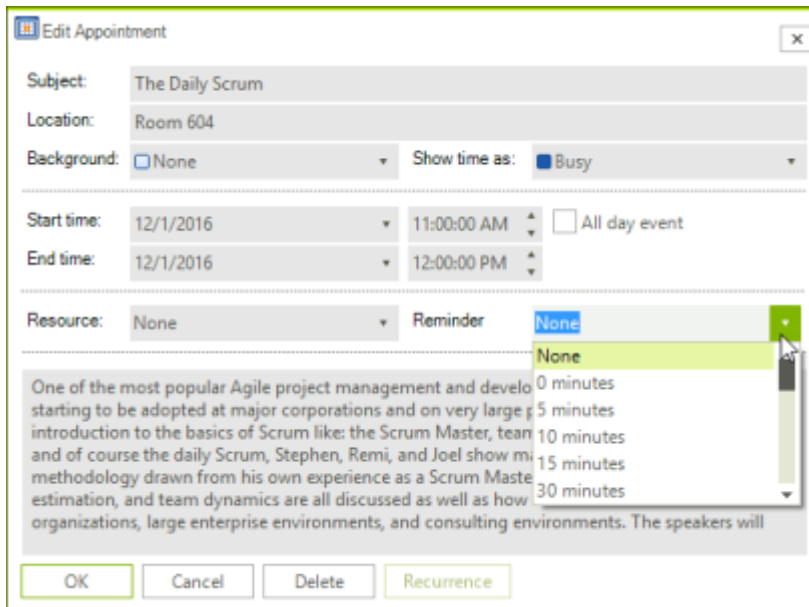 Edit Appointment
Subject: The Daily Scrum
Location: Room 604
Background: None Show time as: Busy
Start time: 12/1/2016 11:00:00 AM All day event
End time: 12/1/2016 12:00:00 PM
Resource: None Reminder None
None
0 minutes
5 minutes
10 minutes
15 minutes
30 minutes
One of the most popular Agile project management and develo
starting to be adopted at major corporations and on very large p
introduction to the basics of Scrum like: the Scrum Master, team
and of course the daily Scrum, Stephen, Remi, and Joel show ma
methodology drawn from his own experience as a Scrum Maste
estimation, and team dynamics are all discussed as well as how
organizations, large enterprise environments, and consulting environments. The speakers will
OK Cancel Delete Recurrence